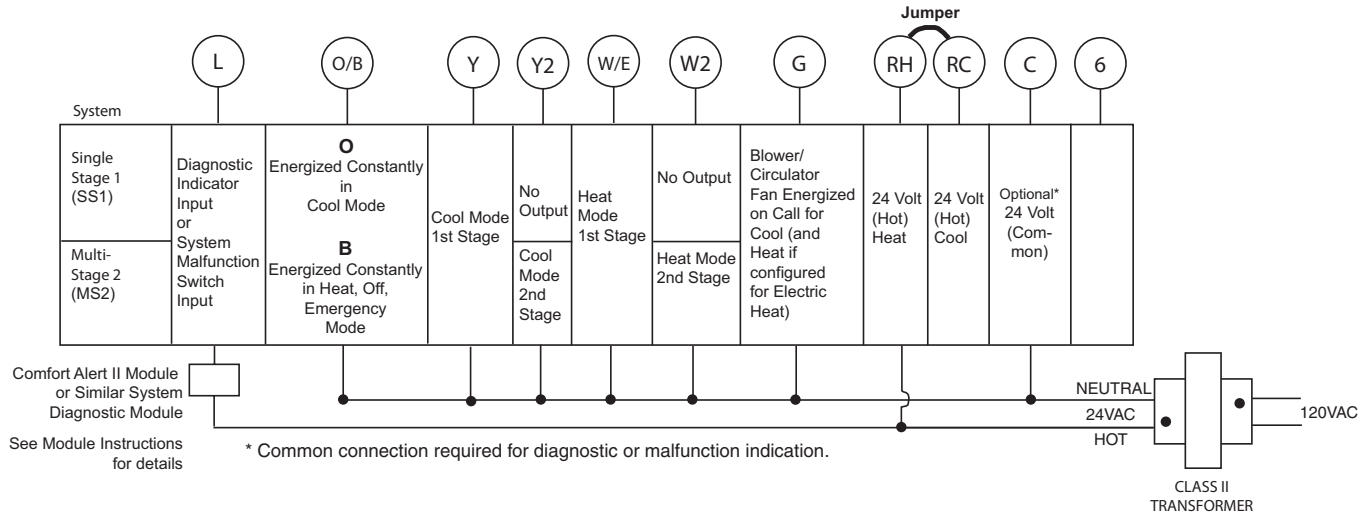 Jumper
L
O/B
Y
Y2
W/E
W2
G
RH
RC
C
6
System
Single
Stage 1
(SS1)
Multi-
Stage 2
(MS2)
Diagnostic
Indicator
Input
or
System
Malfunction
Switch
Input
O
Energized Constantly
in
Cool Mode
B
Energized Constantly
in Heat, Off,
Emergency
Mode
Cool Mode
1st Stage
No
Output
Cool
Mode
2nd
Stage
Heat
Mode
1st Stage
No Output
Heat Mode
2nd Stage
Blower/
Circulator
Fan Energized
on Call for
Cool (and
Heat if
configured
for Electric
Heat)
24 Volt
(Hot)
Heat
24 Volt
(Hot)
Cool
Optional*
24 Volt
(Com-
mon)
Comfort Alert II Module
or Similar System
Diagnostic Module
See Module Instructions
for details
* Common connection required for diagnostic or malfunction indication.
NEUTRAL
24VAC
HOT
120VAC
CLASS II
TRANSFORMER